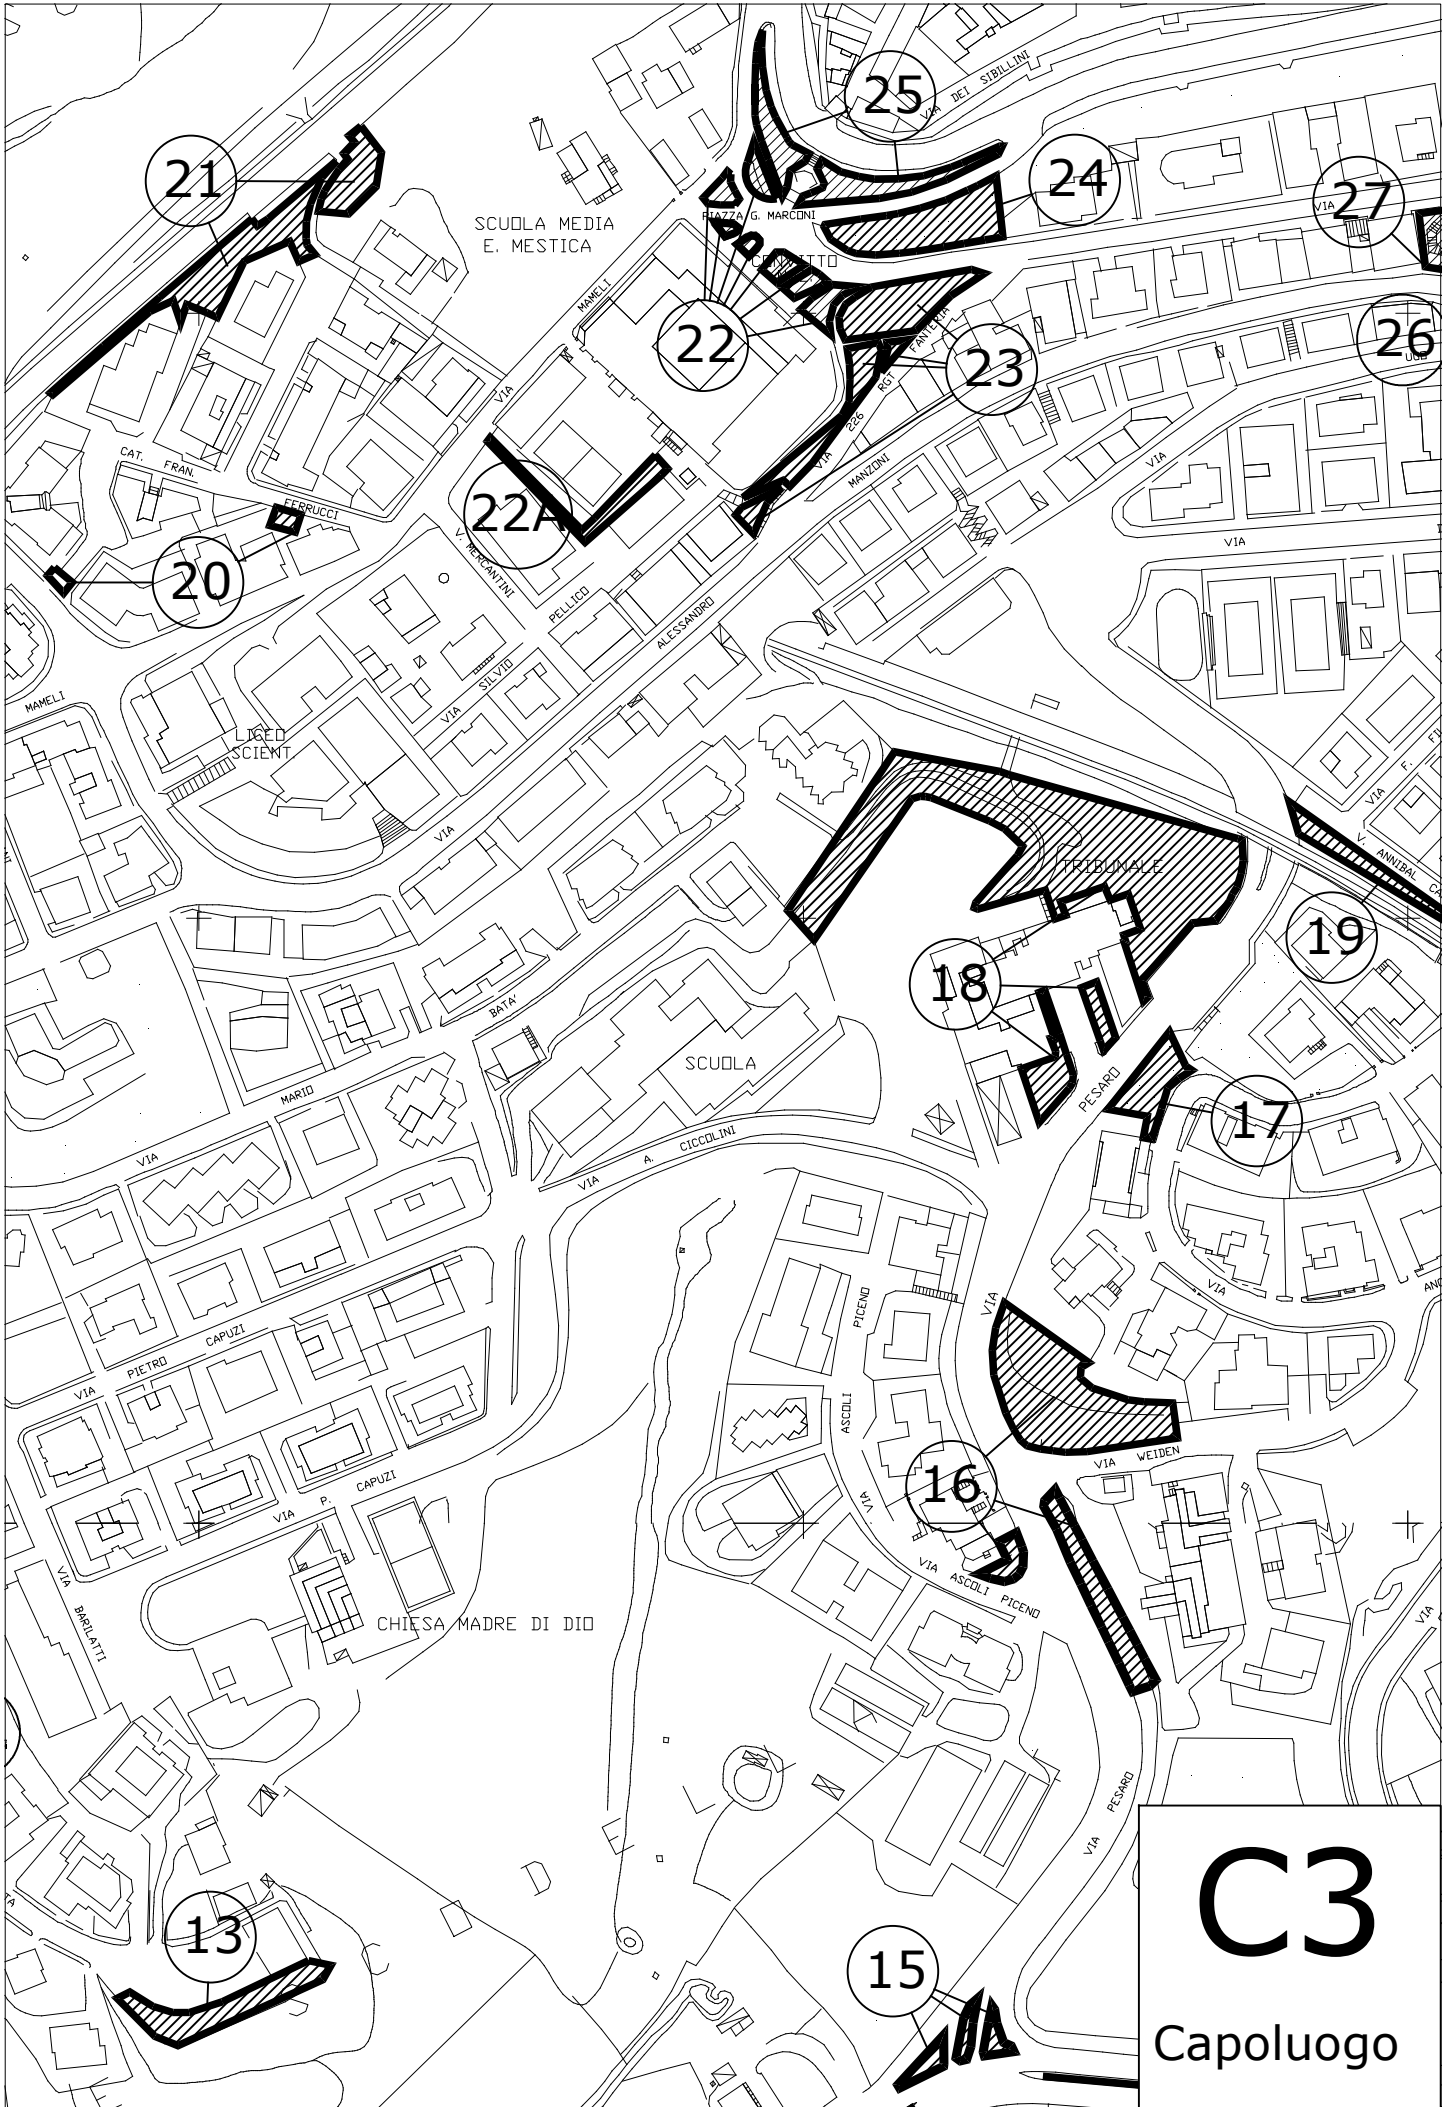 25
VIA DEI SIBILLINI
21
24
27
VIA
SCUOLA MEDIA
E. MESTICA
PIAZZA G. MARCONI
CONVITTO
MAMELI
VIA
22
23
26
UGO
VIA 226 RGT FANTERIA
MANZONI
VIA
CAT. FRAN.
FERRUCCI
22A
V. MERCANTINI
VIA
20
PELLICO
ALESSANDRO
SILVIO
VIA
MAMELI
LICEO
SCIENT.
VIA
VIA F.
V. ANNIBAL
TRIBUNALE
19
18
BATA'
SCUOLA
MARIO
PESARO
17
VIA
VIA A. CICCOLINI
VIA
VIA
PICENO
VIA PIETRO CAPUZI
ASCOLI
VIA WEIDEN
16
VIA P. CAPUZI
VIA
VIA ASCOLI PICENO
VIA
BARILATTI
VIA
CHIESA MADRE DI DIO
VIA PESARO
C3
13
15
Capoluogo